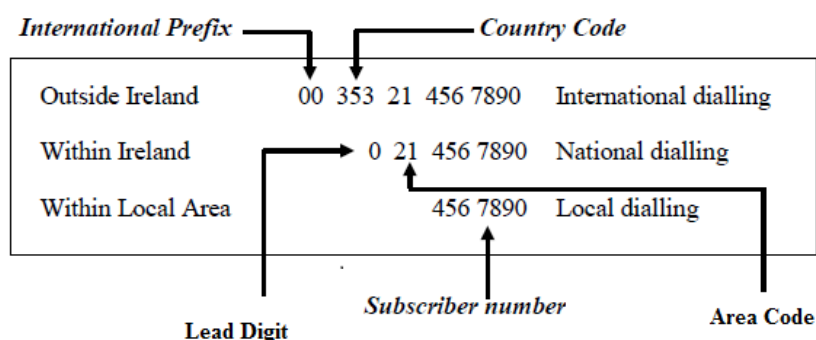 International Prefix Country Code
Outside Ireland 00 353 21 456 7890 International dialling
Within Ireland 0 21 456 7890 National dialling
Within Local Area 456 7890 Local dialling
Subscriber number
Area Code
Lead Digit